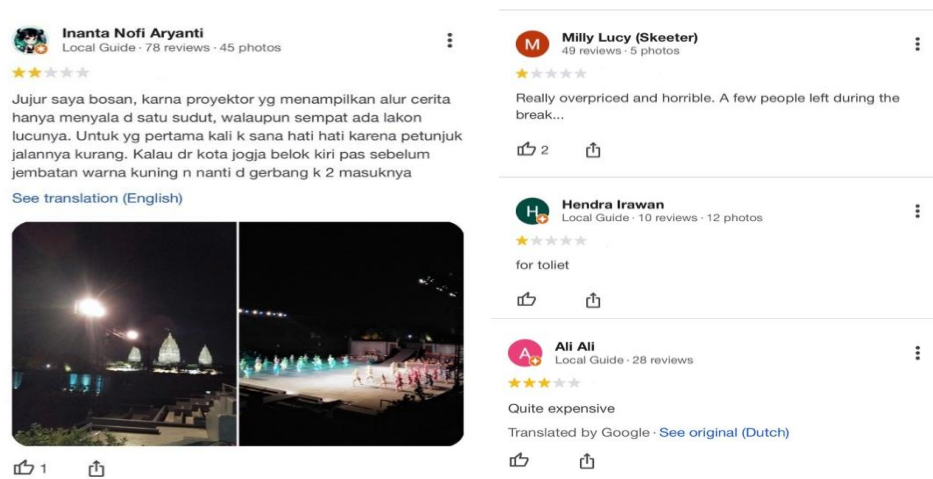 Inanta Nofi Aryanti
Local Guide · 78 reviews · 45 photos
Jujur saya bosan, karna proyektor yg menampilkan alur cerita
hanya menyala d satu sudut, walaupun sempat ada lakon
lucunya. Untuk yg pertama kali k sana hati hati karena petunjuk
jalannya kurang. Kalau dr kota jogja belok kiri pas sebelum
jembatan warna kuning n nanti d gerbang k 2 masuknya
See translation (English)
1
M
Milly Lucy (Skeeter)
49 reviews · 5 photos
Really overpriced and horrible. A few people left during the
break...
2
H
Hendra Irawan
Local Guide · 10 reviews · 12 photos
for toliet
A
Ali Ali
Local Guide · 28 reviews
Quite expensive
Translated by Google · See original (Dutch)